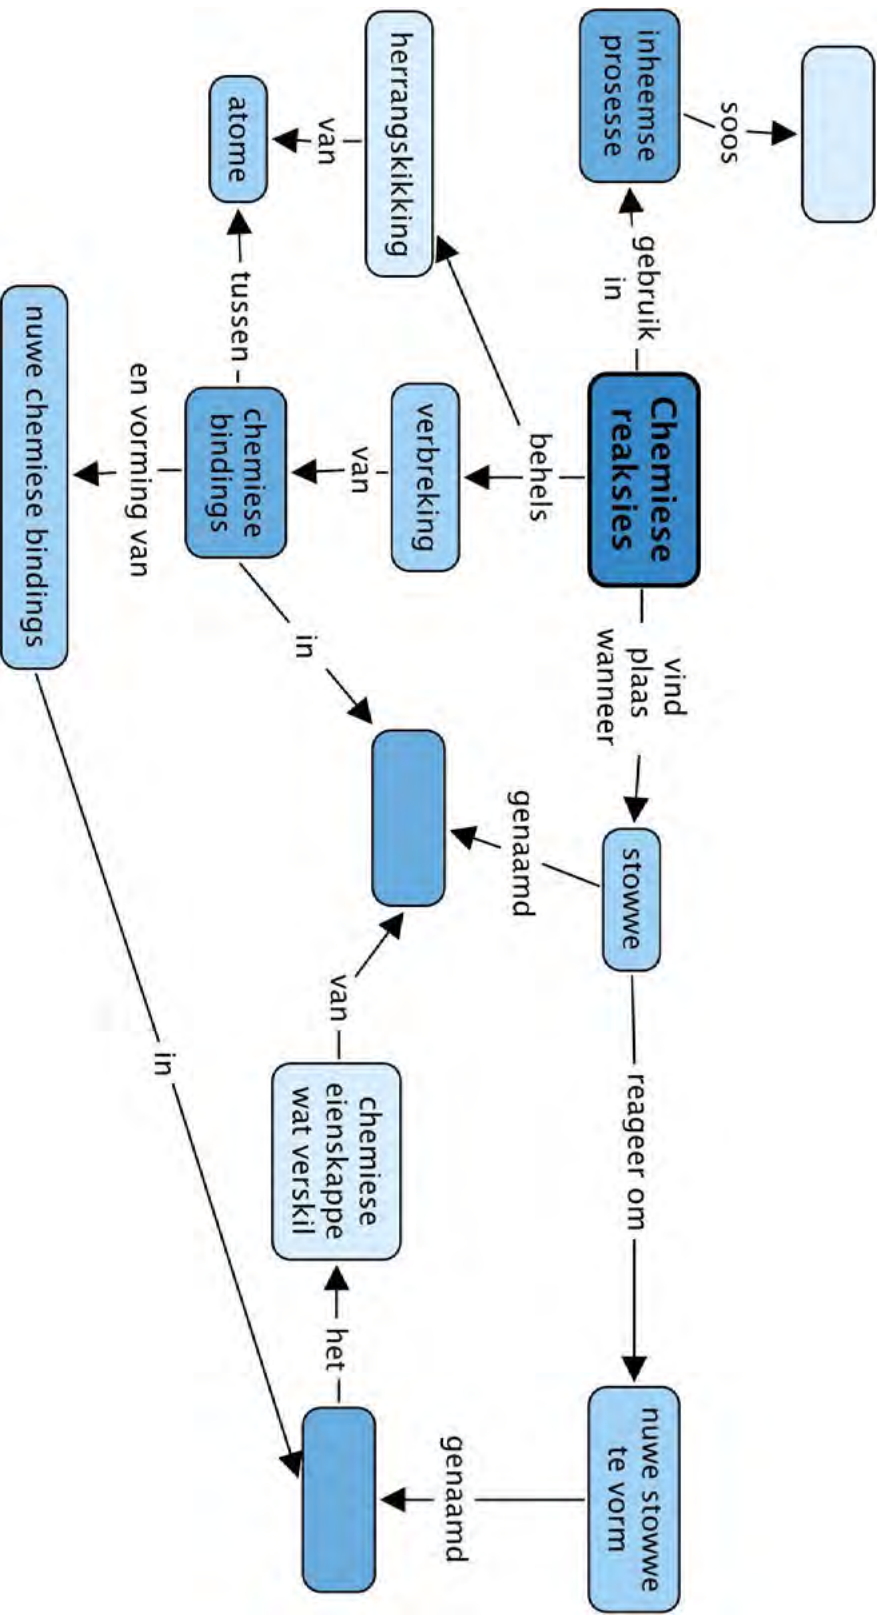 soos
inheemse
prosesse
gebruik
in
Chemiese
reaksies
vind
plaas
wanneer
stowwe
reageer om
nuwe stowwe
te vorm
herrangskikking
van
atome
behels
verbreking
van
chemiese
bindings
tussen
en vorming van
nuwe chemiese bindings
in
genaamd
van
chemiese
eienskappe
wat verskil
het
genaamd
in